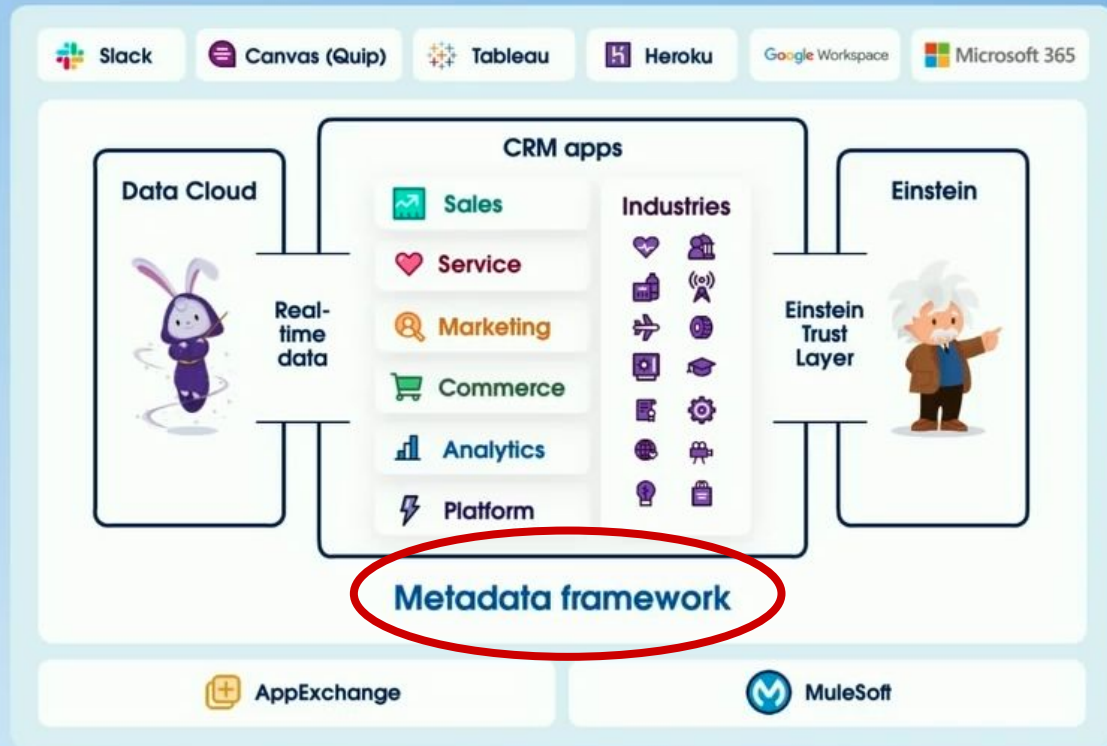 Slack
Canvas (Quip)
Tableau
Heroku
Google Workspace
Microsoft 365
Data Cloud
Real-
time
data
CRM apps
Sales
Service
Marketing
Commerce
Analytics
Platform
Industries
Einstein
Trust
Layer
Einstein
Metadata framework
AppExchange
MuleSoft